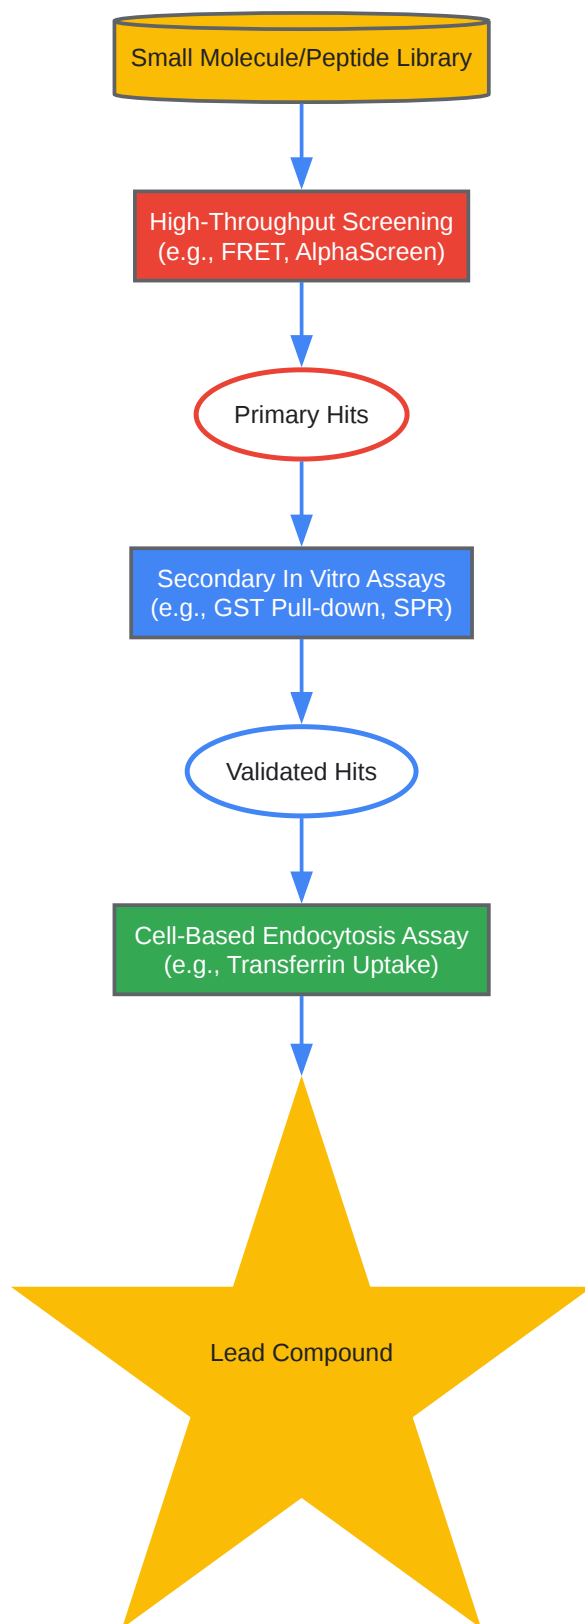 Small Molecule/Peptide Library
High-Throughput Screening
(e.g., FRET, AlphaScreen)
Primary Hits
Secondary In Vitro Assays
(e.g., GST Pull-down, SPR)
Validated Hits
Cell-Based Endocytosis Assay
(e.g., Transferrin Uptake)
Lead Compound